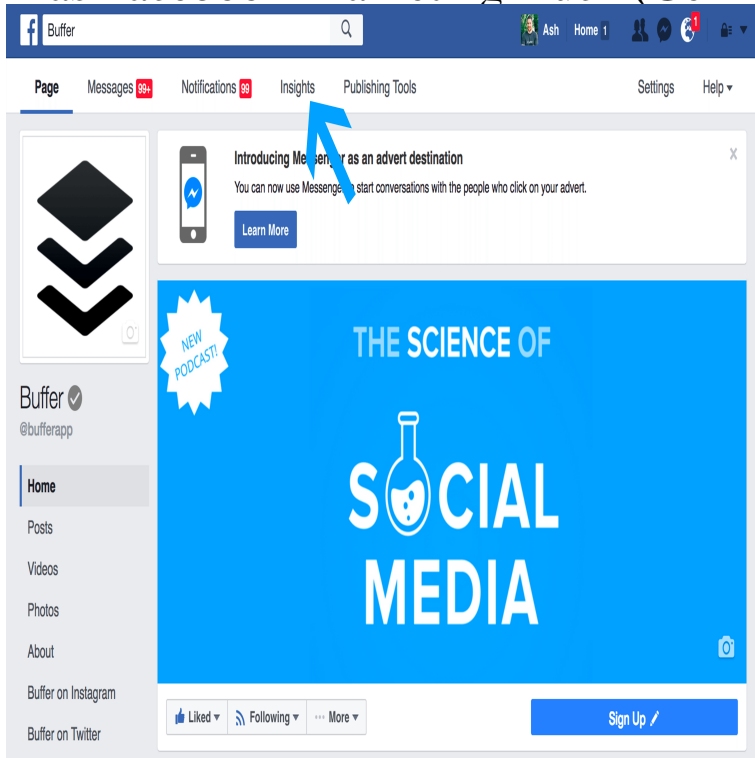 Buffer
Ash Home 1
1
Page Messages 99+ Notifications 99 Insights Publishing Tools Settings Help
Introducing Messenger as an advert destination
You can now use Messenger to start conversations with the people who click on your advert.
Learn More
NEW
PODCAST!
THE SCIENCE OF
SOCIAL
MEDIA
Buffer
@bufferapp
Home
Posts
Videos
Photos
About
Buffer on Instagram
Buffer on Twitter
Liked Following ... More Sign Up